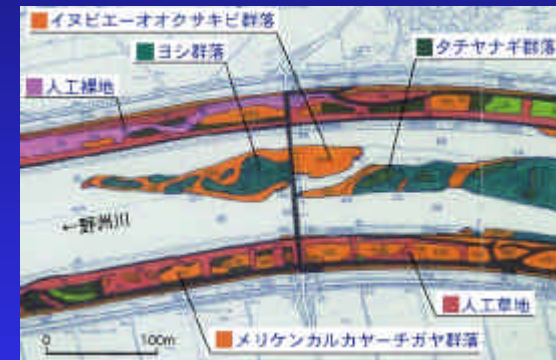 イヌビエーオオクサキビ群落
ヨシ群落
タチヤナギ群落
人工裸地
←野洲川
人工草地
0 100m
メリケンカルカヤーチガヤ群落